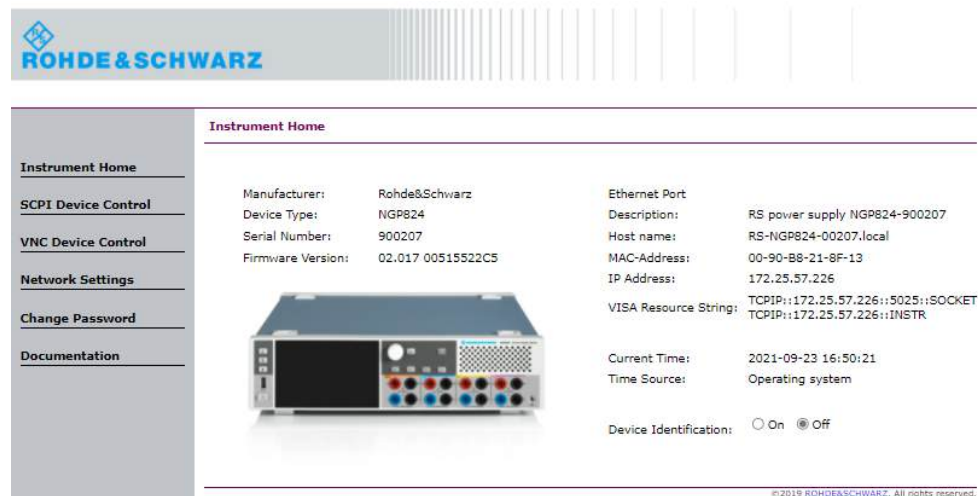 ROHDE & SCHWARZ
Instrument Home
Instrument Home
SCPI Device Control
VNC Device Control
Network Settings
Change Password
Documentation
Manufacturer: Rohde&Schwarz
Device Type: NGP824
Serial Number: 900207
Firmware Version: 02.017 00515522C5
Ethernet Port
Description: RS power supply NGP824-900207
Host name: RS-NGP824-00207.local
MAC-Address: 00-90-B8-21-8F-13
IP Address: 172.25.57.226
VISA Resource String: TCPIP::172.25.57.226::5025::SOCKET
TCPIP::172.25.57.226::INSTR
Current Time: 2021-09-23 16:50:21
Time Source: Operating system
Device Identification: On Off
©2019 ROHDE&SCHWARZ. All rights reserved.